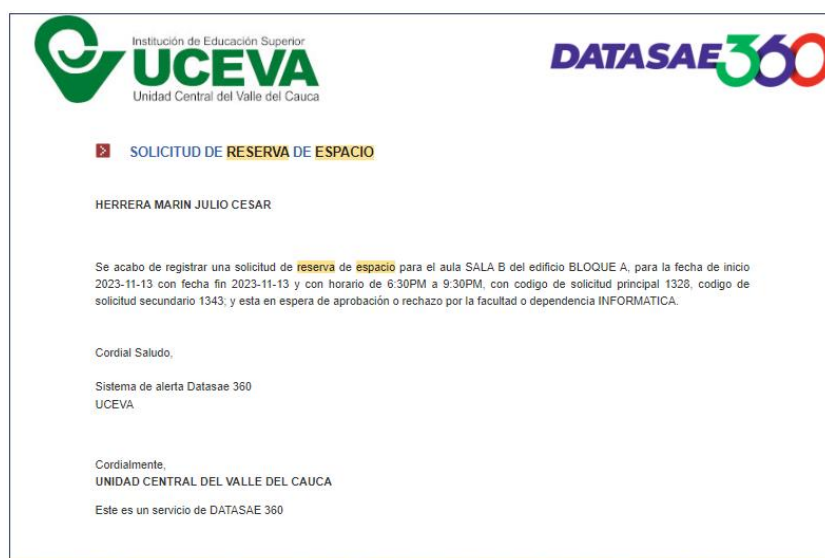 Institución de Educación Superior
UCEVA
Unidad Central del Valle del Cauca
DATASAE360
SOLICITUD DE RESERVA DE ESPACIO
HERRERA MARIN JULIO CESAR
Se acabo de registrar una solicitud de reserva de espacio para el aula SALA B del edificio BLOQUE A, para la fecha de inicio
2023-11-13 con fecha fin 2023-11-13 y con horario de 6:30PM a 9:30PM, con codigo de solicitud principal 1328, codigo de
solicitud secundario 1343; y esta en espera de aprobación o rechazo por la facultad o dependencia INFORMATICA.
Cordial Saludo,
Sistema de alerta Datasae 360
UCEVA
Cordialmente,
UNIDAD CENTRAL DEL VALLE DEL CAUCA
Este es un servicio de DATASAE 360